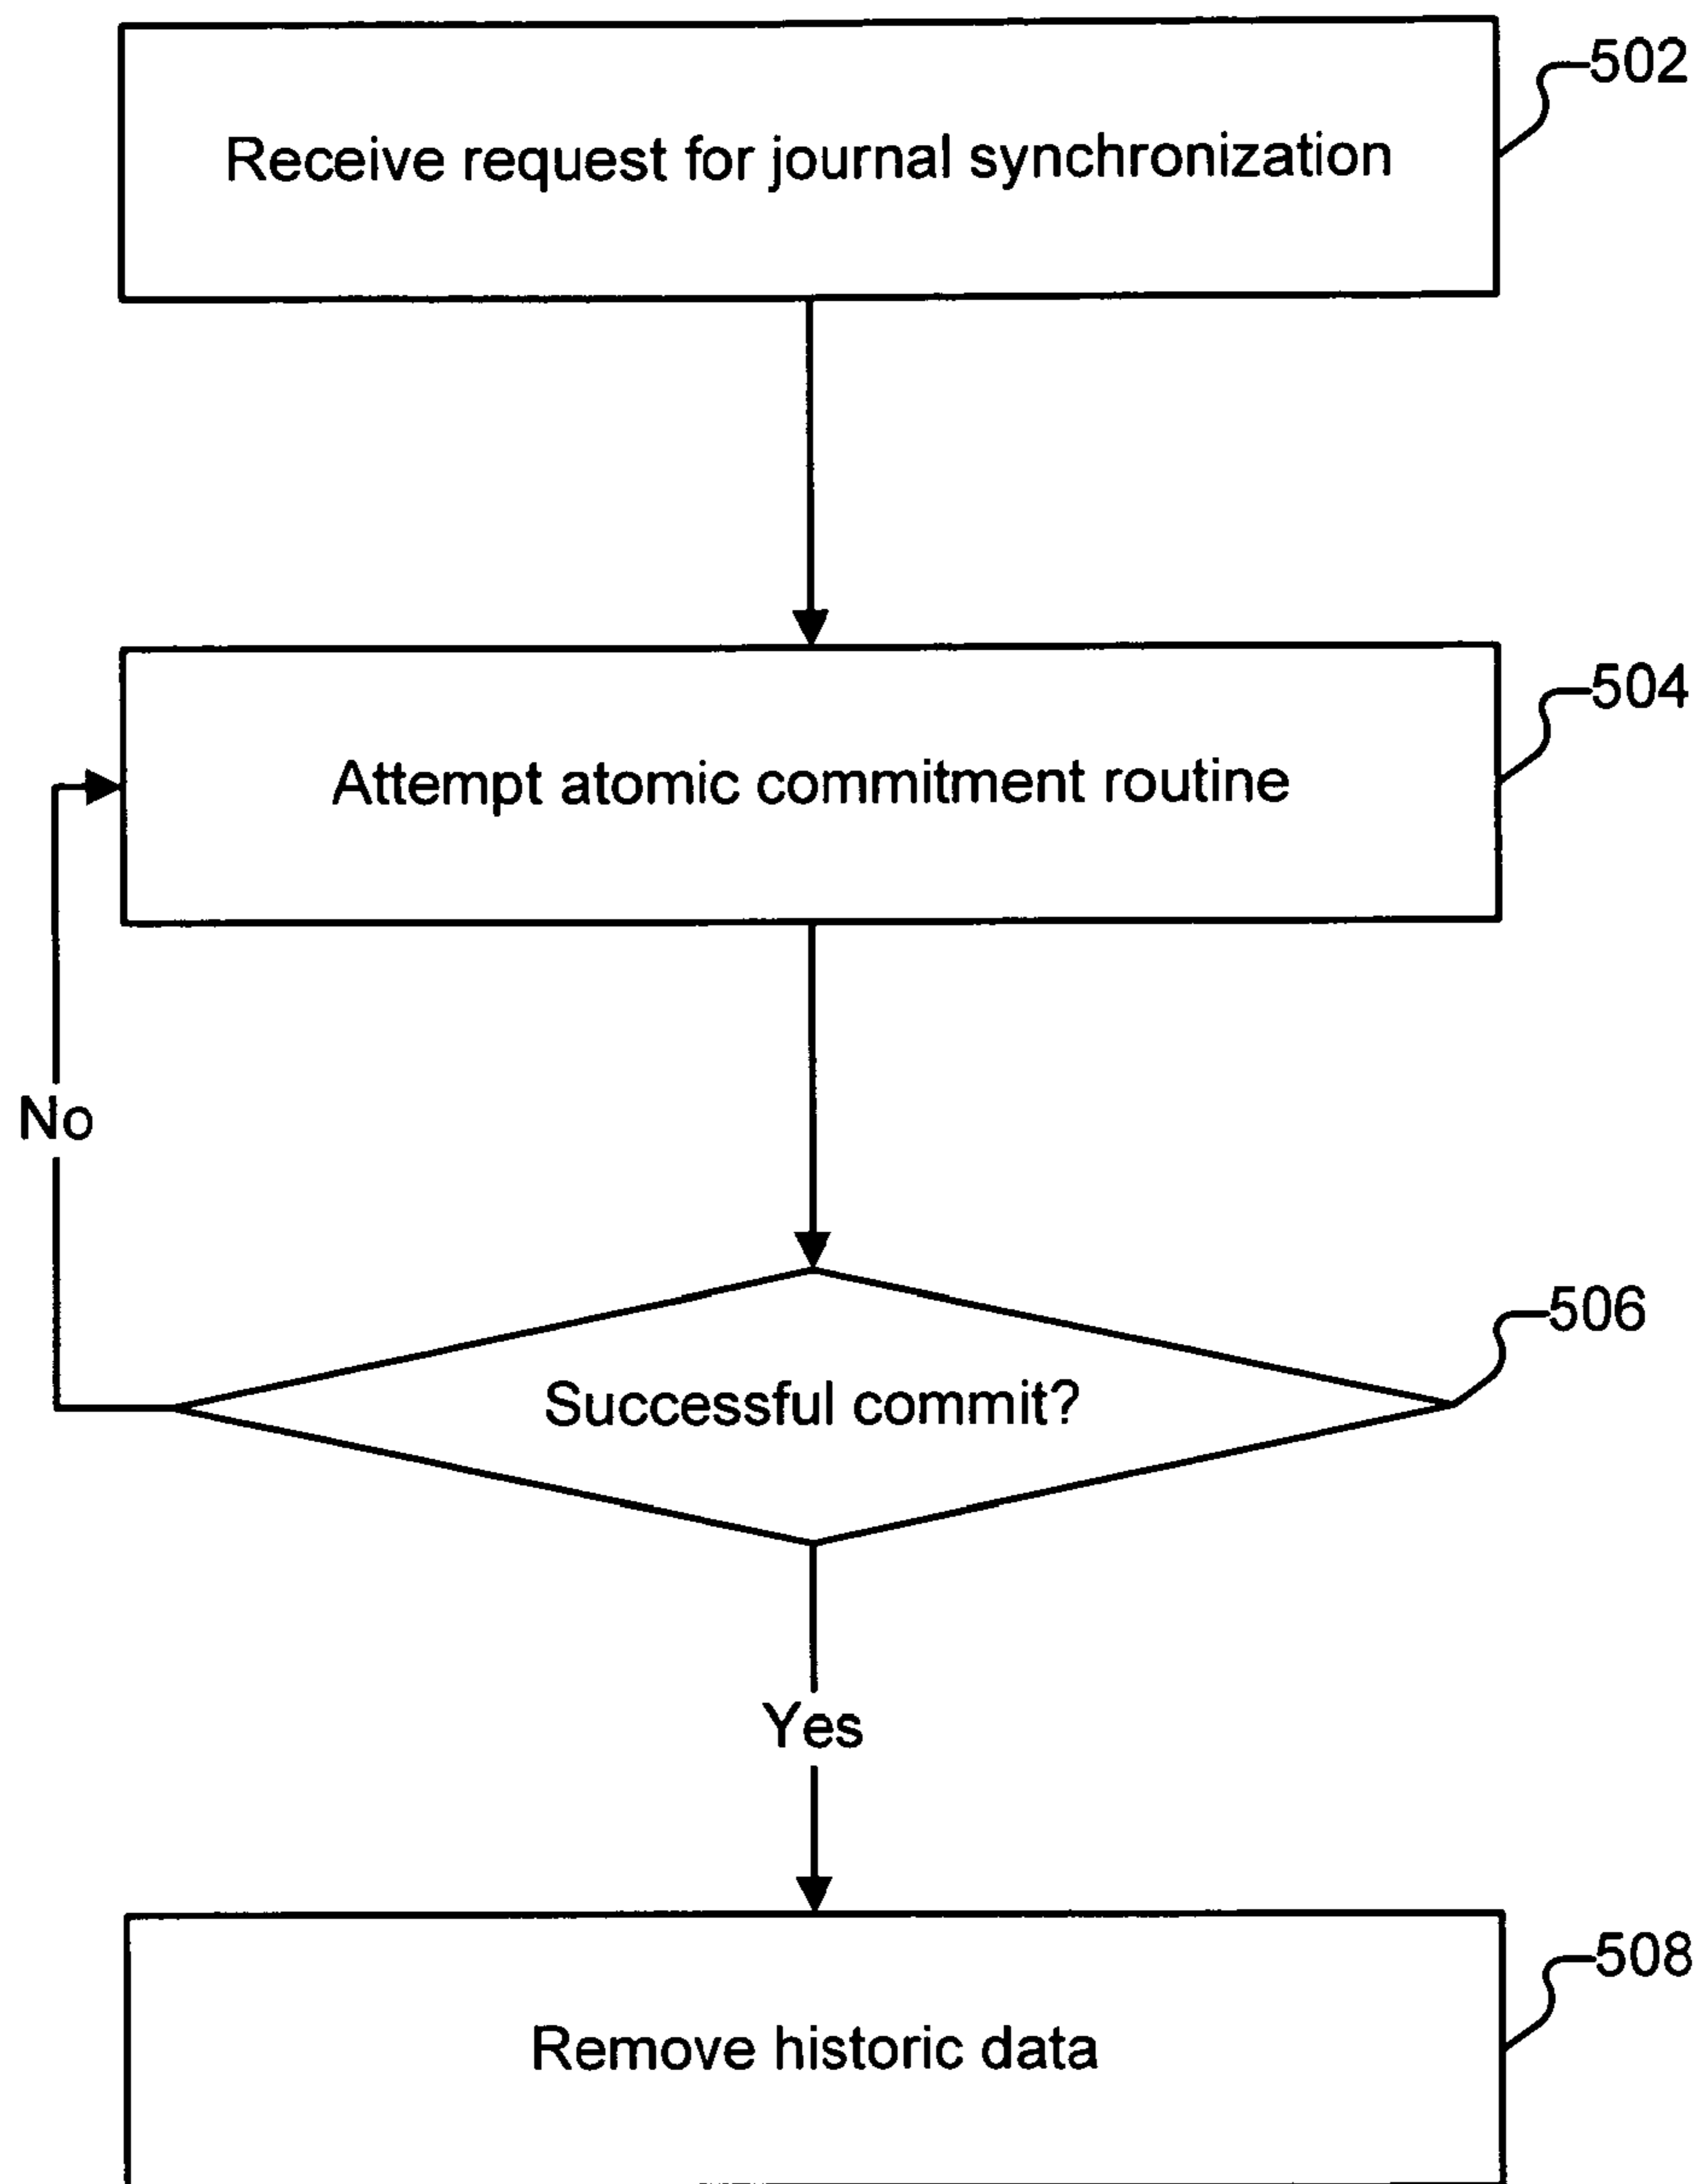 502
Receive request for journal synchronization
504
Attempt atomic commitment routine
No
506
Successful commit?
Yes
508
Remove historic data